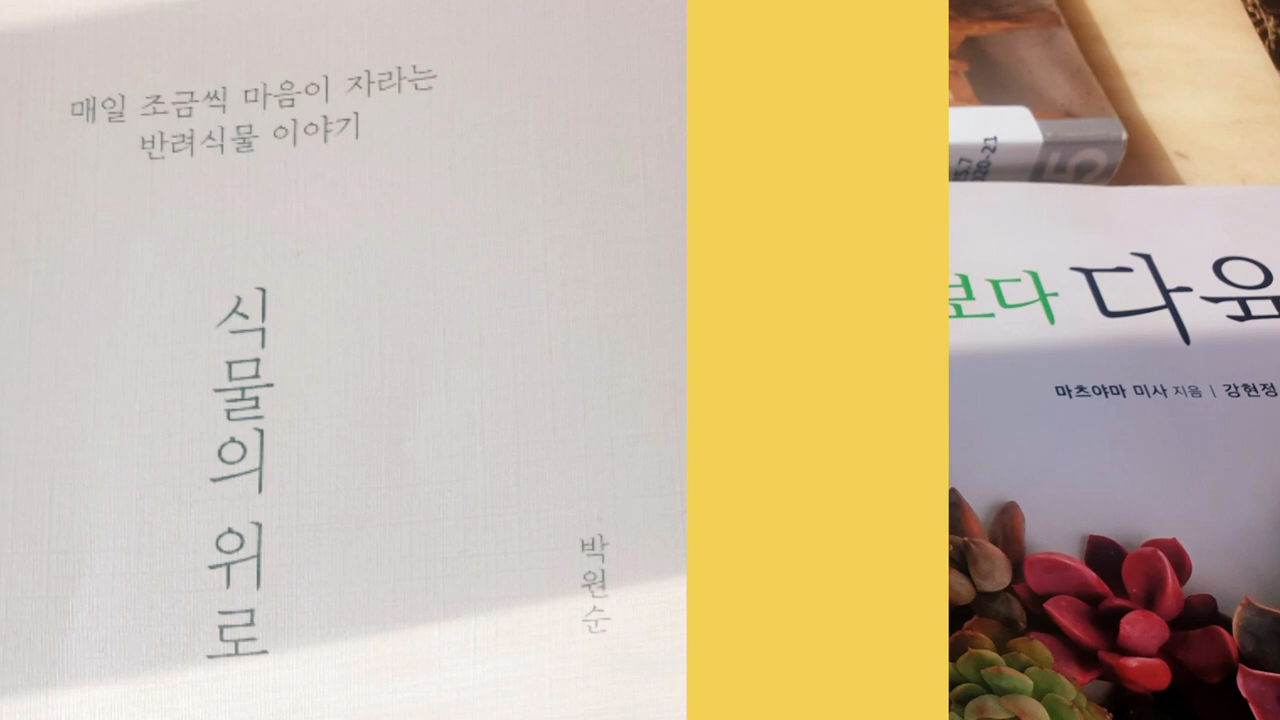 매일 조금씩 마음이 자라는
반려식물 이야기
식물의 위로
박원순
5
보다 다육
마츠야마 미사 지음 | 강현정